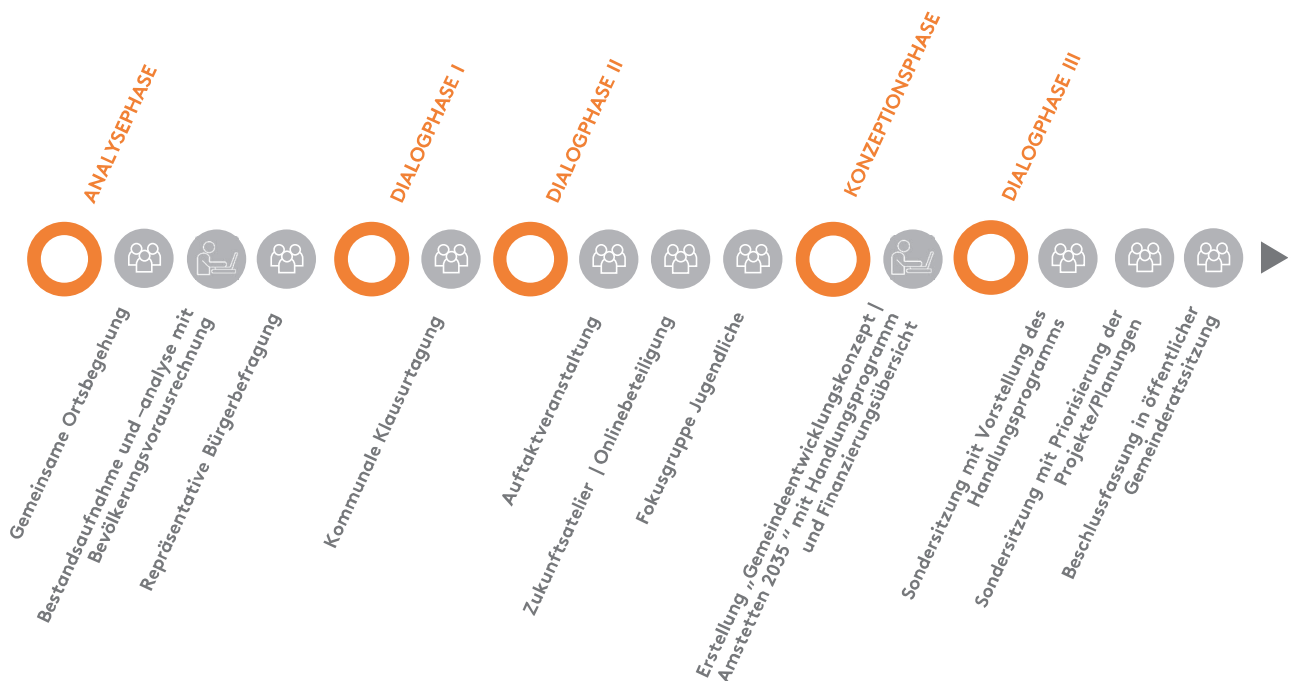 ANALYSEPHASE
Gemeinsame Ortsbegehung
Bestandsaufnahme und –analyse mit
Bevölkerungsvorausrechnung
Repräsentative Bürgerbefragung
DIALOGPHASE I
Kommunale Klausurtagung
DIALOGPHASE II
Auftaktveranstaltung
Zukunftsatelier | Onlinebeteiligung
Fokusgruppe Jugendliche
KONZEPTIONSPHASE
Erstellung „Gemeindeentwicklungskonzept |
Amstetten 2035 “ mit Handlungsprogramm
und Finanzierungsübersicht
DIALOGPHASE III
Sondersitzung mit Vorstellung des
Handlungsprogramms
Sondersitzung mit Priorisierung der
Projekte/Planungen
Beschlussfassung in öffentlicher
Gemeinderatssitzung